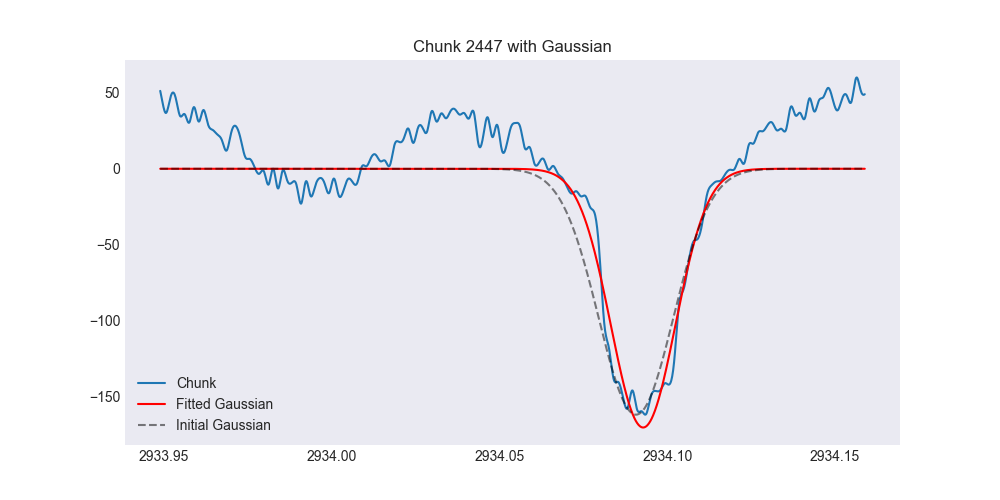 Chunk 2447 with Gaussian
50
0
−50
−100
−150
Chunk
Fitted Gaussian
Initial Gaussian
2933.95 2934.00 2934.05 2934.10 2934.15